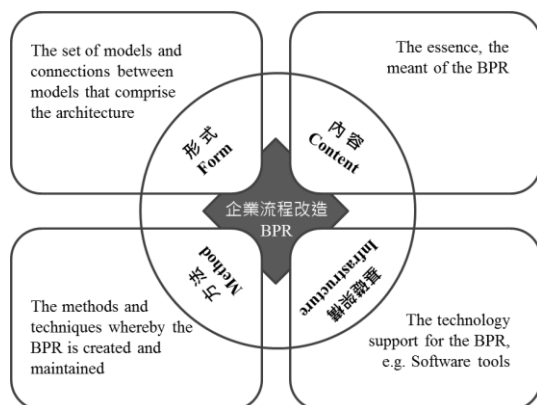 The set of models and
connections between
models that comprise
the architecture
The essence, the
meant of the BPR
形式
Form
內容
Content
企業流程改造
BPR
方法
Method
基礎架構
Infrastructure
The methods and
techniques whereby the
BPR is created and
maintained
The technology
support for the BPR,
e.g. Software tools